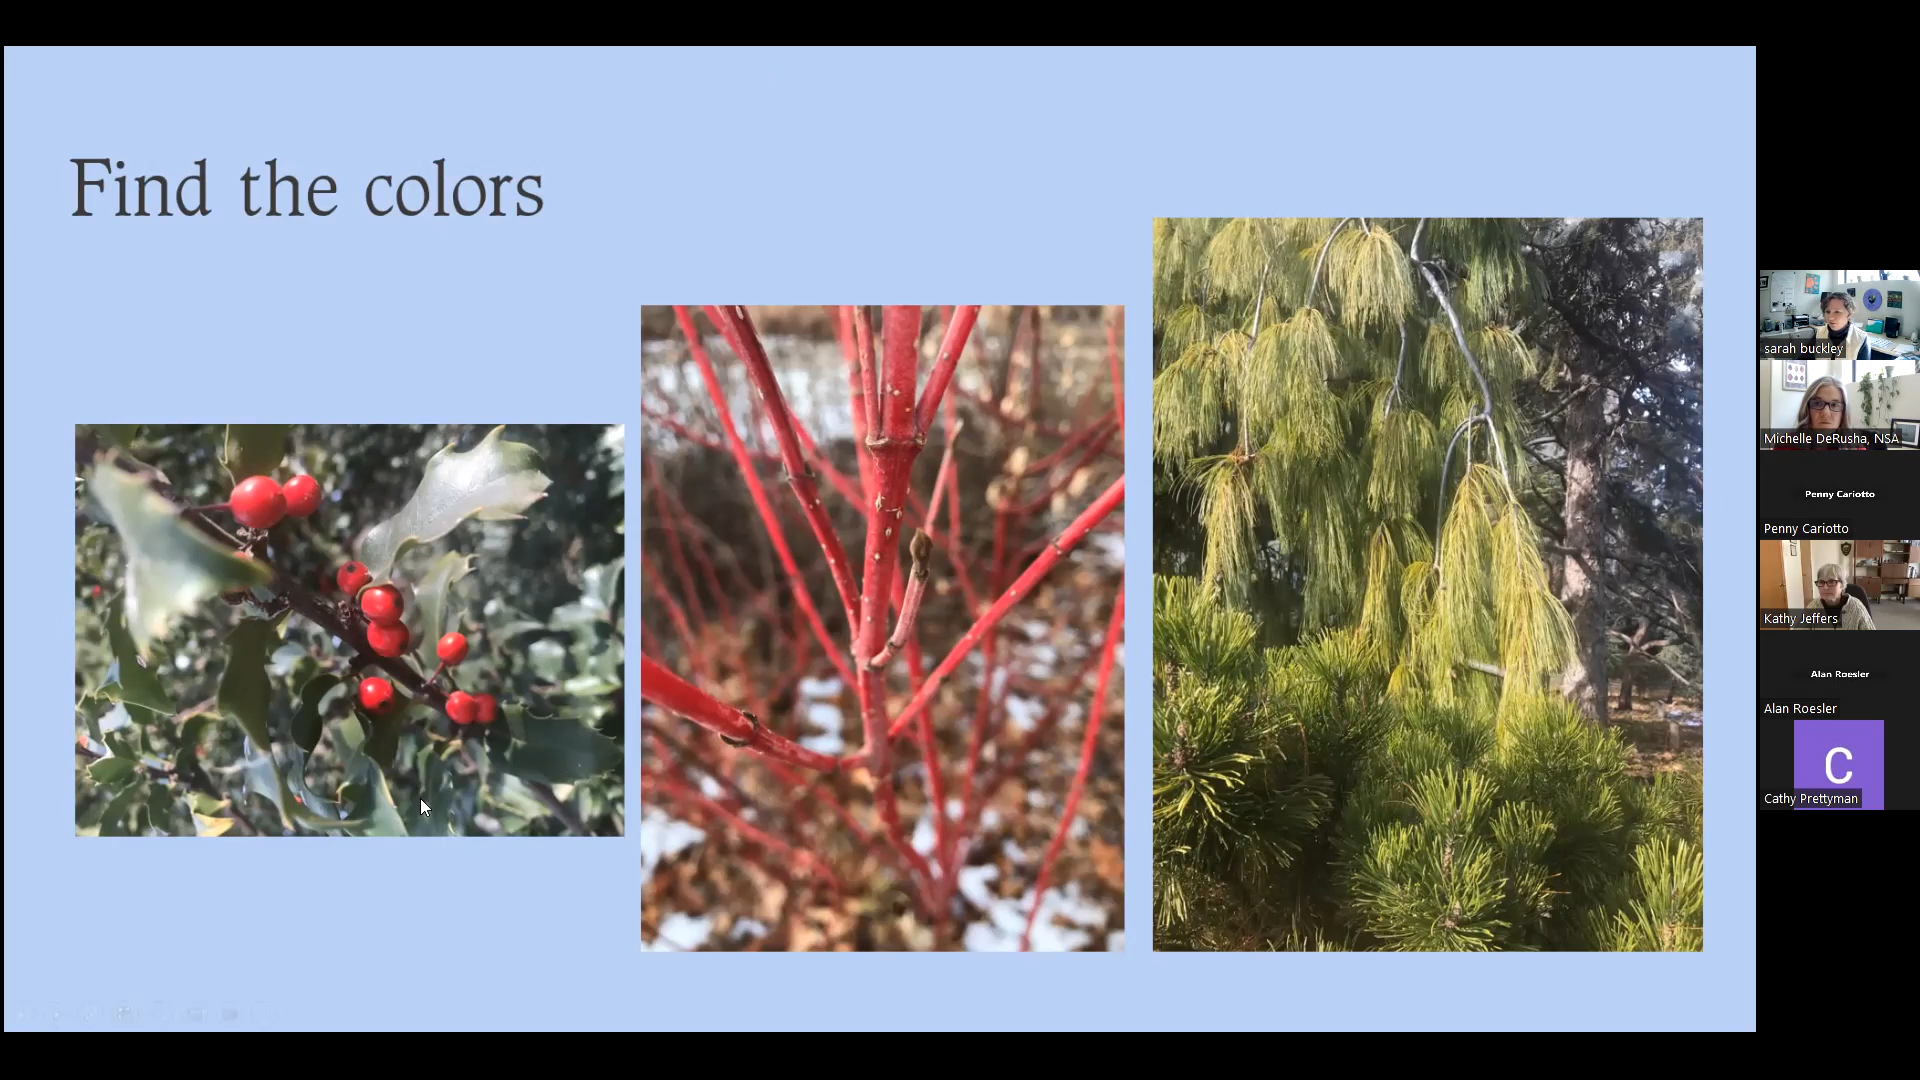 Find the colors
sarah buckley
Michelle DeRusha, NSA
Penny Cariotto
Penny Cariotto
Kathy Jeffers
Alan Roesler
Alan Roesler
C
Cathy Prettyman